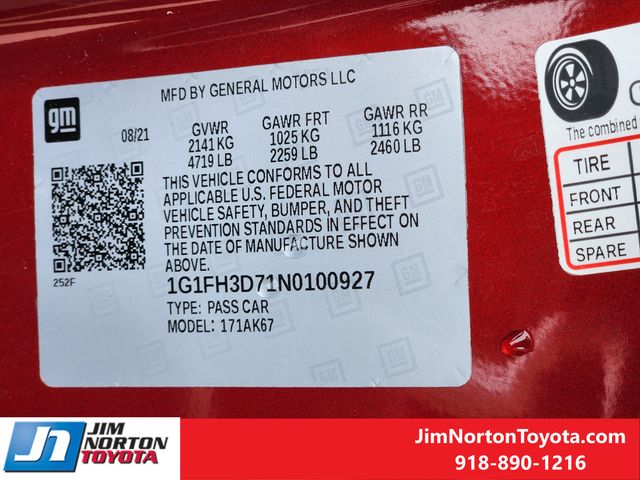 MFD BY GENERAL MOTORS LLC
gm
08/21
GVWR
2141 KG
4719 LB
GAWR FRT
1025 KG
2259 LB
GAWR RR
1116 KG
2460 LB
THIS VEHICLE CONFORMS TO ALL
APPLICABLE U.S. FEDERAL MOTOR
VEHICLE SAFETY, BUMPER, AND THEFT
PREVENTION STANDARDS IN EFFECT ON
THE DATE OF MANUFACTURE SHOWN
ABOVE.
252F
1G1FH3D71N0100927
TYPE: PASS CAR
MODEL: 171AK67
The combined
TIRE
FRONT
REAR
SPARE
JIM
NORTON
TOYOTA
JimNortonToyota.com
918-890-1216